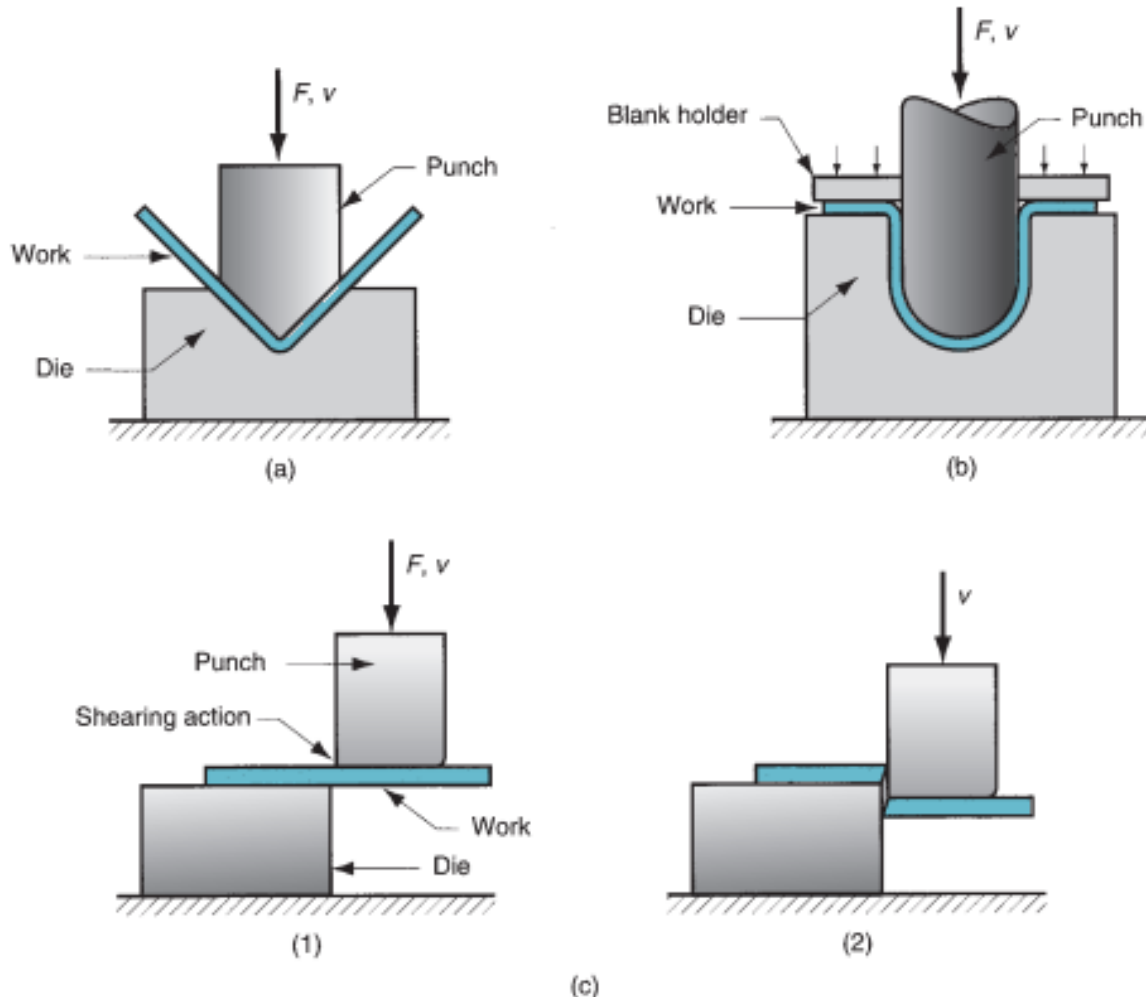 F, v
Punch
Work
Die
(a)
F, v
Blank holder
Punch
Work
Die
(b)
F, v
Punch
Shearing action
Work
Die
(1)
v
(2)
(c)